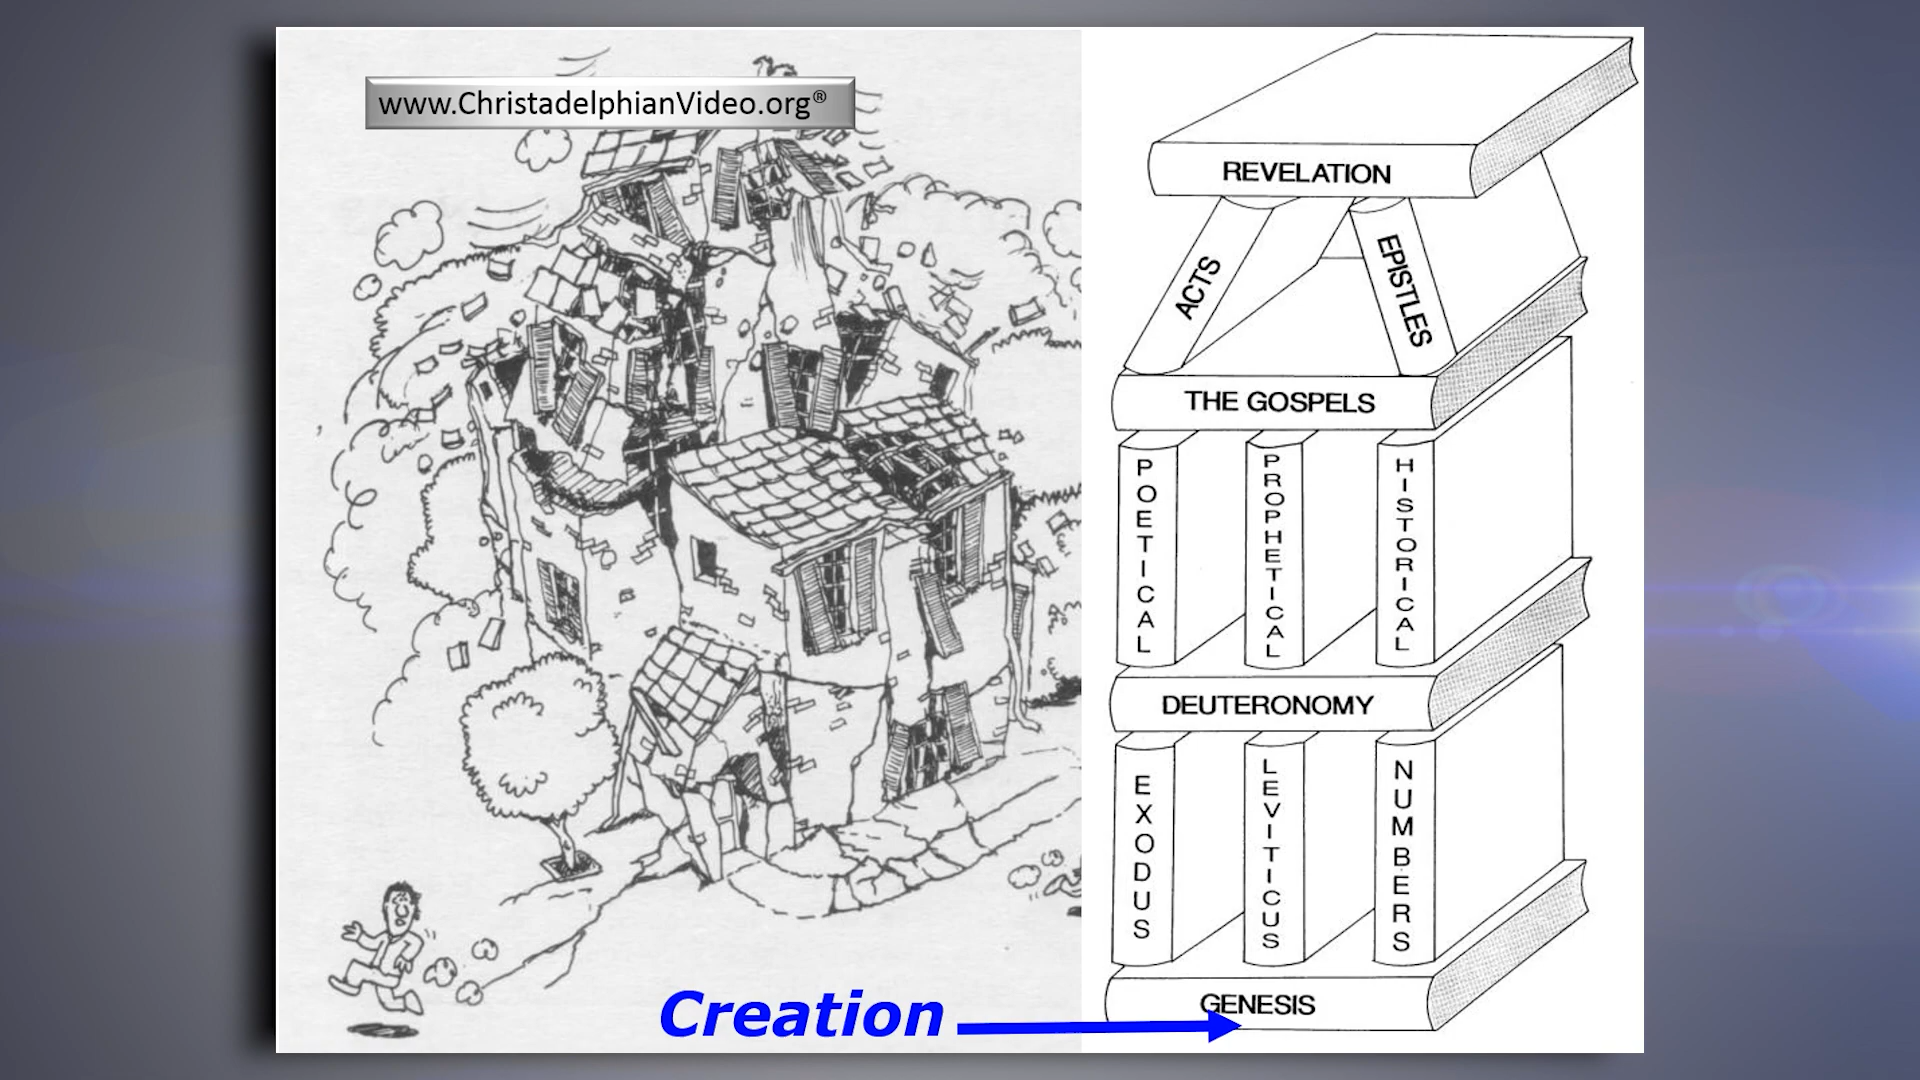 www.ChristadelphianVideo.org®
REVELATION
ACTS
EPISTLES
THE GOSPELS
POETICAL
PROPHETICAL
HISTORICAL
DEUTERONOMY
EXODUS
LEVITICUS
NUMBERS
GENESIS
Creation